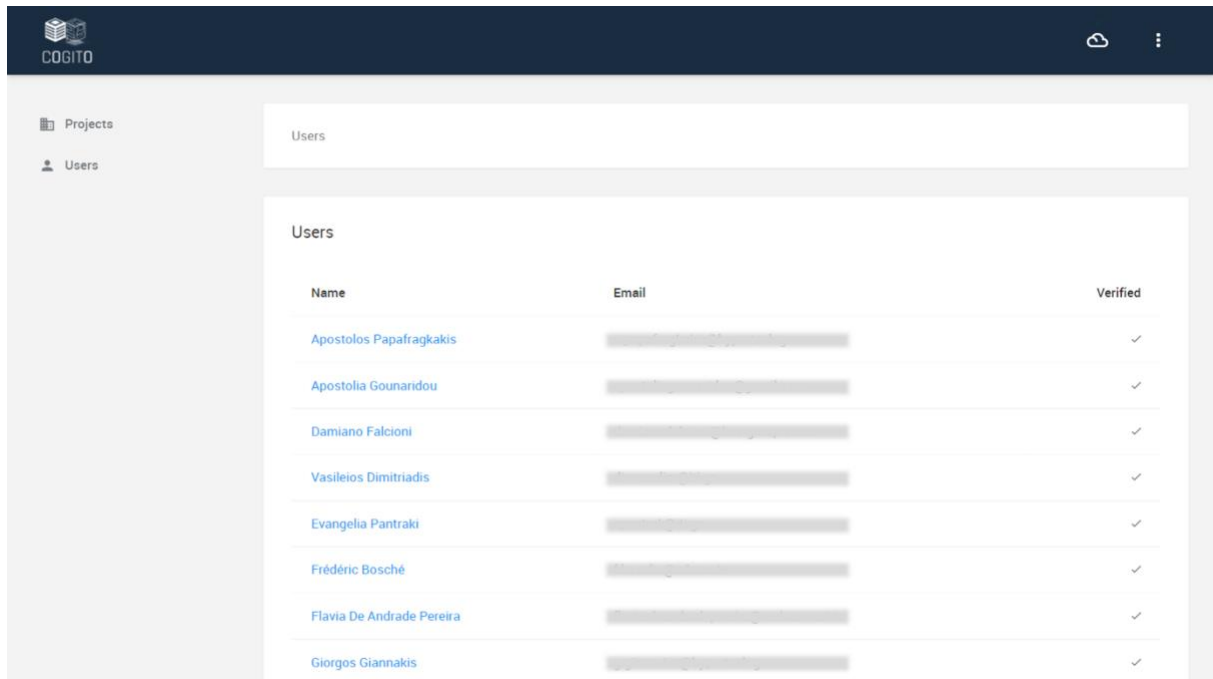 COGITO
Projects
Users
Users
Users
Name Email Verified
Apostolos Papafragkakis
Apostolia Gounaridou
Damiano Falcioni
Vasileios Dimitriadis
Evangelia Pantraki
Frédéric Bosché
Flavia De Andrade Pereira
Giorgos Giannakis